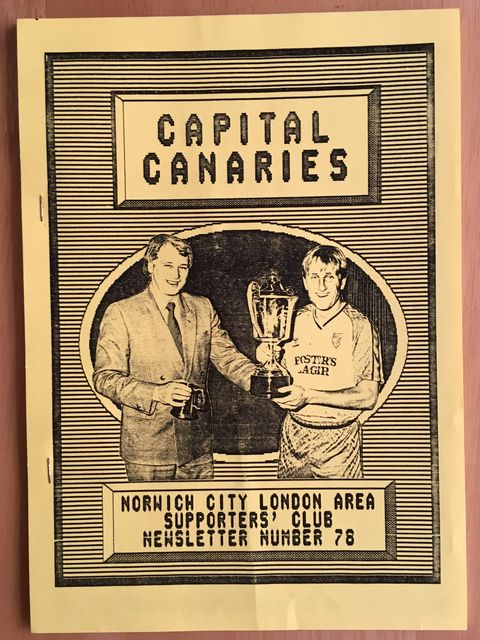 CAPITAL
CANARIES
FOSTER'S
LAGER
NORWICH CITY LONDON AREA
SUPPORTERS' CLUB
NEWSLETTER NUMBER 78